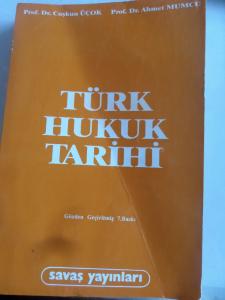 Prof. Dr. Coşkun ÜÇOK Prof. Dr. Ahmet MUMCU
TÜRK
HUKUK
TARİHİ
Gözden Geçirilmiş 7.Baskı
savaş yayınları